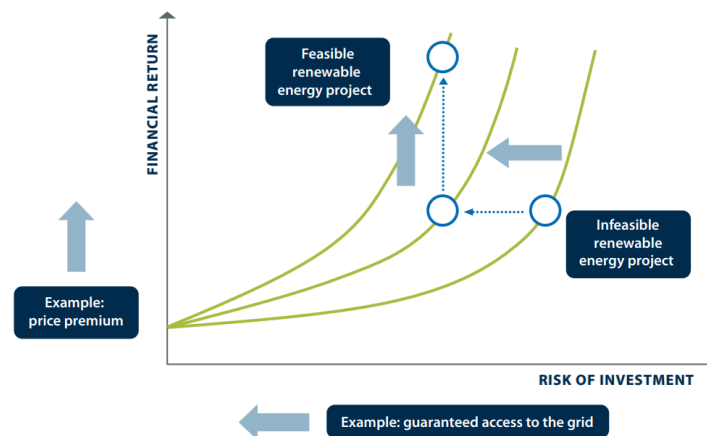 FINANCIAL RETURN
Feasible
renewable
energy project
Infeasible
renewable
energy project
Example:
price premium
RISK OF INVESTMENT
Example: guaranteed access to the grid